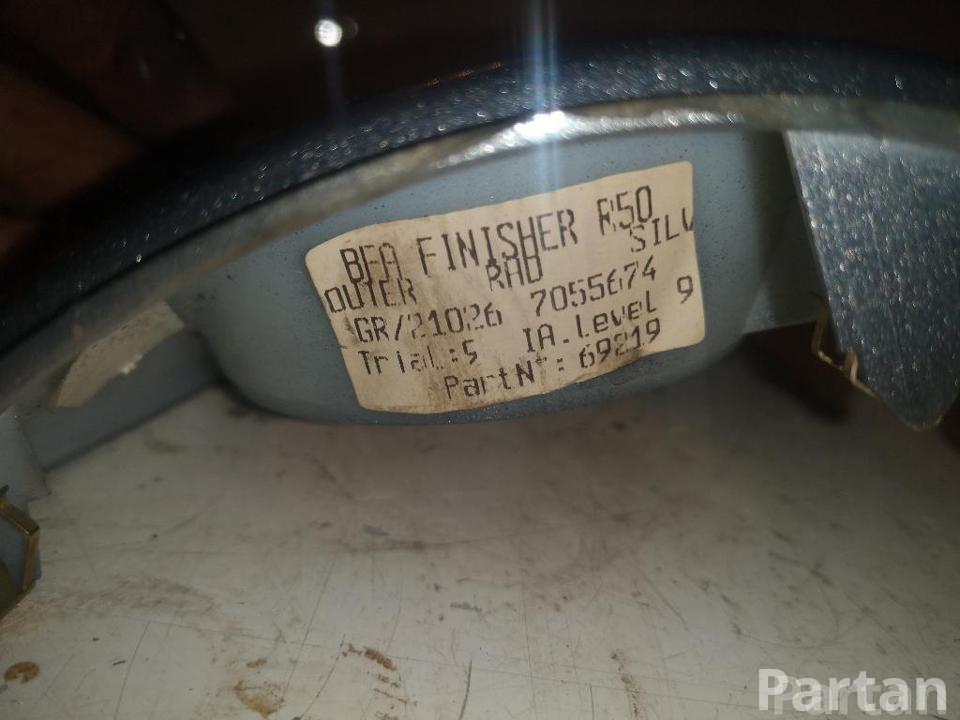 BFA FINISHER R50
OUTER RAD SILV
GR/21026 7055674
Trial.:5 IA.Level 9
PartN°: 69219
Partan